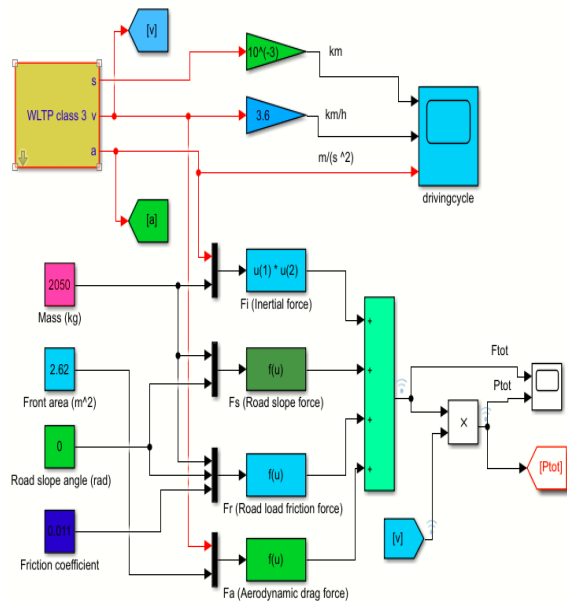 [v]
10^(-3)
km
s
WLTP class 3
v
a
3.6
km/h
m/(s ^2)
drivingcycle
[a]
2050
Mass (kg)
u(1) * u(2)
Fi (Inertial force)
+
2.62
Front area (m^2)
f(u)
Fs (Road slope force)
+
Ftot
Ptot
0
Road slope angle (rad)
f(u)
Fr (Road load friction force)
+
×
[Ptot]
0.011
Friction coefficient
f(u)
Fa (Aerodynamic drag force)
+
[v]